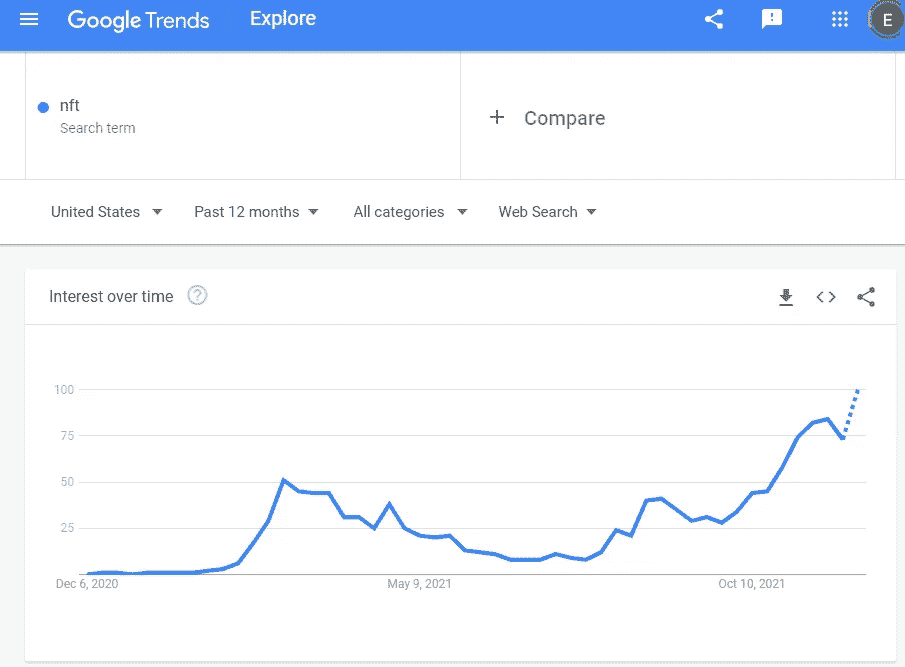 Google Trends Explore E
nft
Search term
+ Compare
United States Past 12 months All categories Web Search
Interest over time ?
100
75
50
25
Dec 6, 2020 May 9, 2021 Oct 10, 2021